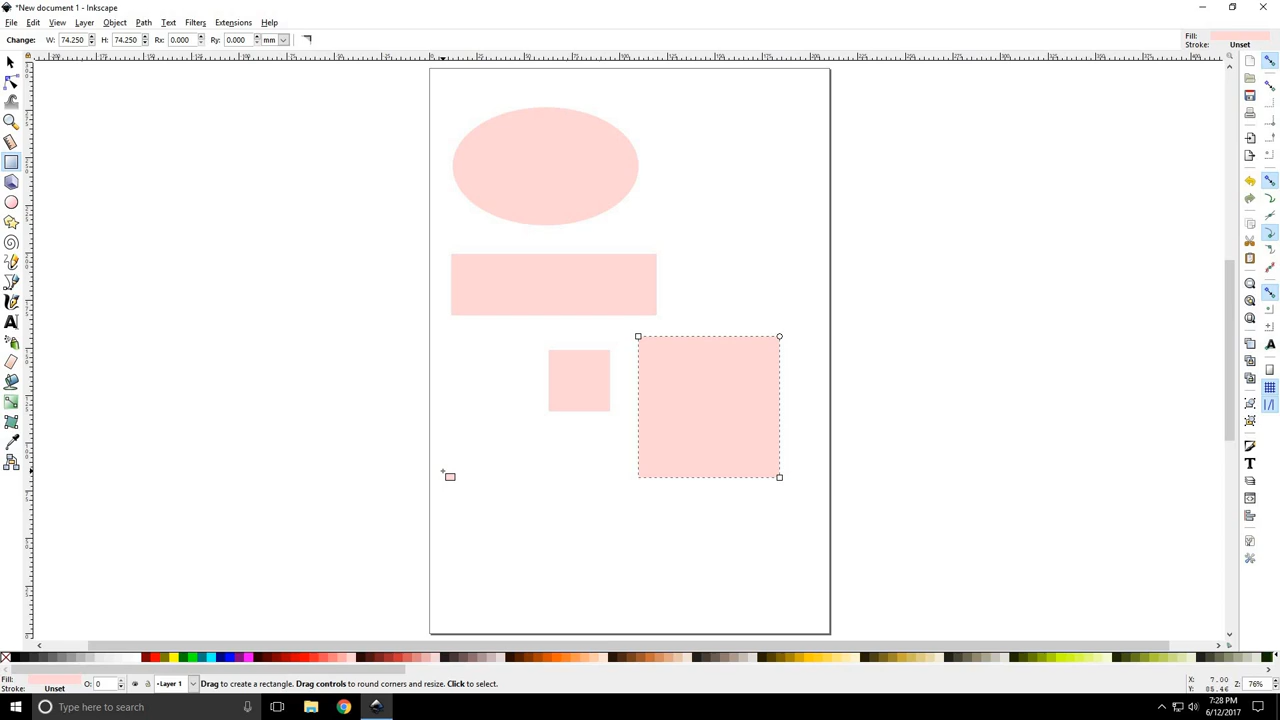 *New document 1 - Inkscape
File Edit View Layer Object Path Text Filters Extensions Help
Change: W: 74.250 H: 74.250 Rx: 0.000 Ry: 0.000 mm
Fill:
Stroke: Unset
Fill:
Stroke: Unset
O: 0
Layer 1
Drag to create a rectangle. Drag controls to round corners and resize. Click to select.
X: 7.00
Y: 85.46
Z: 76%
Type here to search
7:28 PM
6/12/2017